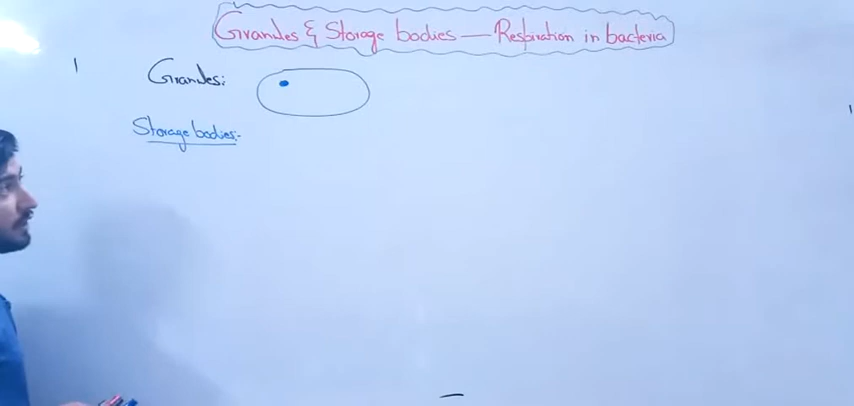 Granules & Storage bodies — Respiration in bacteria
Granules:
Storage bodies:-